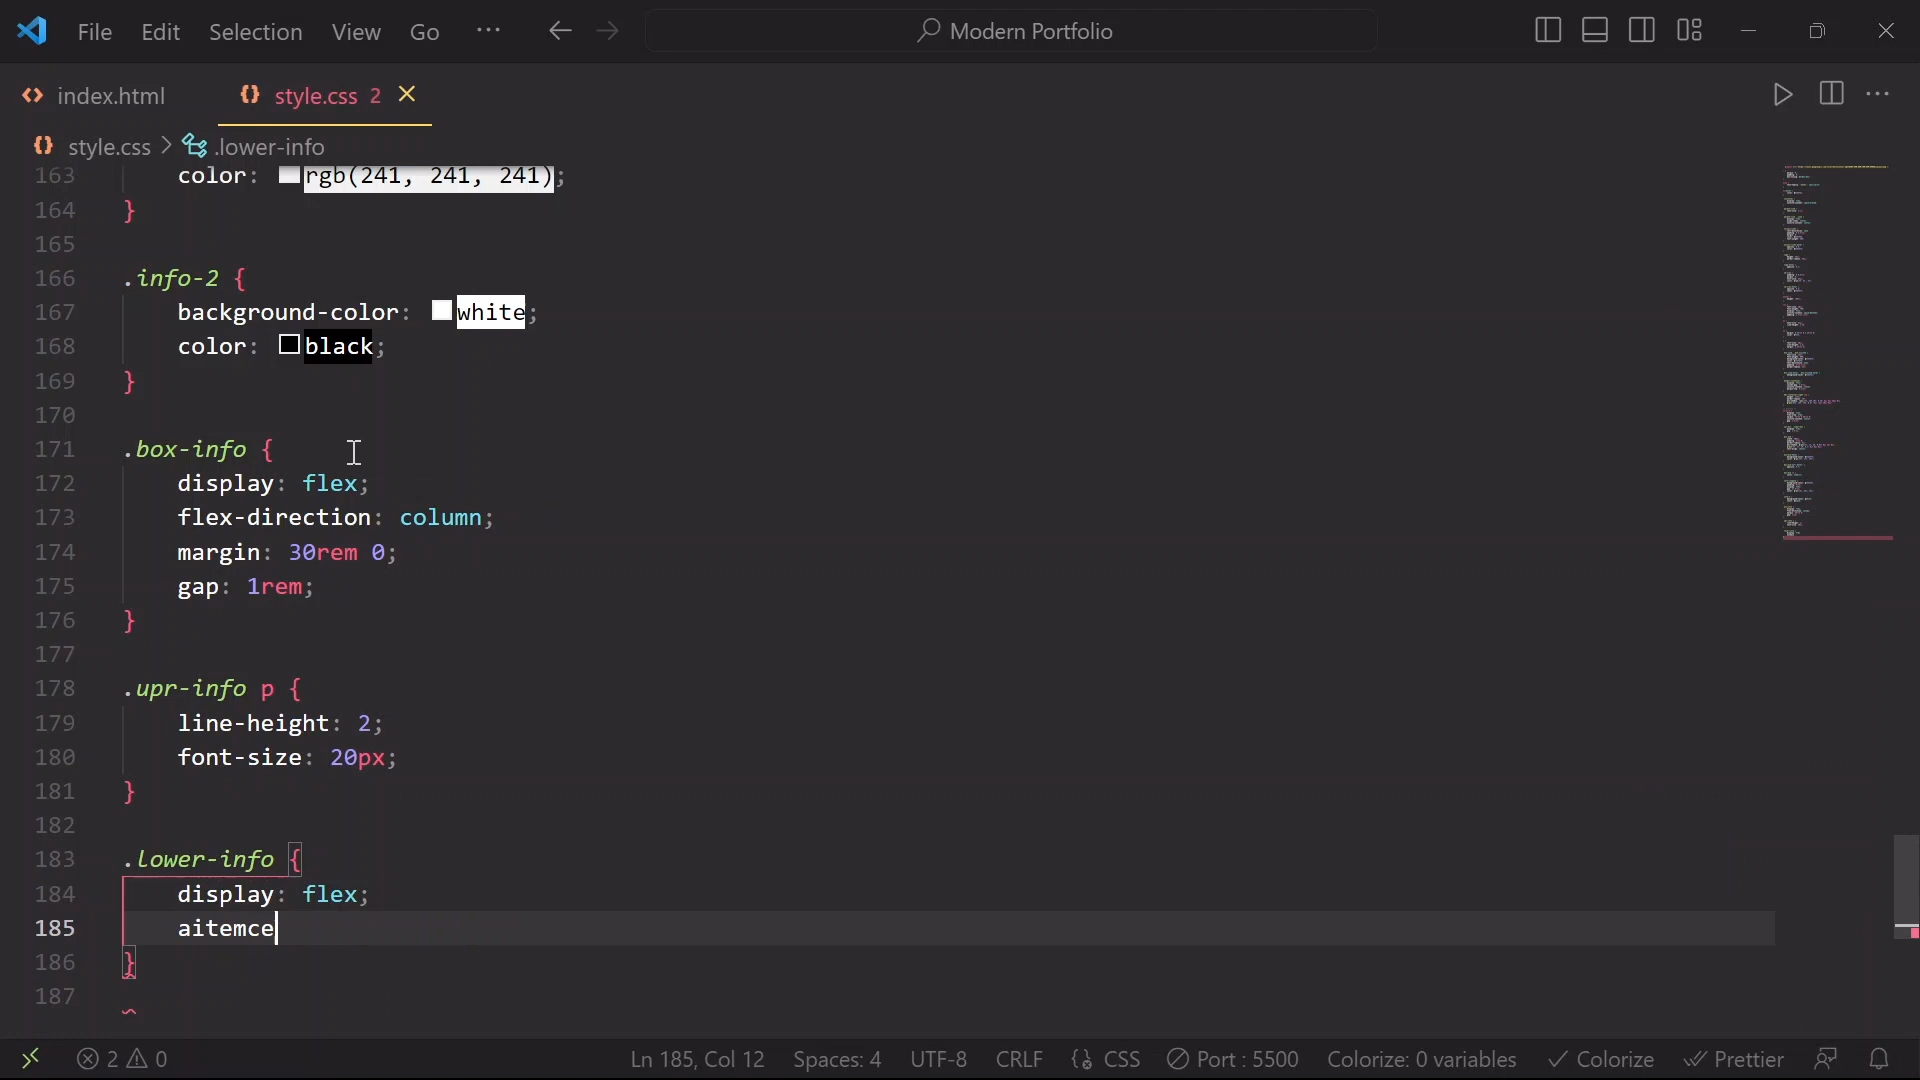 File Edit Selection View Go ··· Modern Portfolio
index.html style.css 2
style.css > .lower-info
163 color: rgb(241, 241, 241);
164 }
165
166 .info-2 {
167 background-color: white;
168 color: black;
169 }
170
171 .box-info {
172 display: flex;
173 flex-direction: column;
174 margin: 30rem 0;
175 gap: 1rem;
176 }
177
178 .upr-info p {
179 line-height: 2;
180 font-size: 20px;
181 }
182
183 .lower-info {
184 display: flex;
185 aitemce
186 }
187
2 0 Ln 185, Col 12 Spaces: 4 UTF-8 CRLF {} CSS Port : 5500 Colorize: 0 variables Colorize Prettier